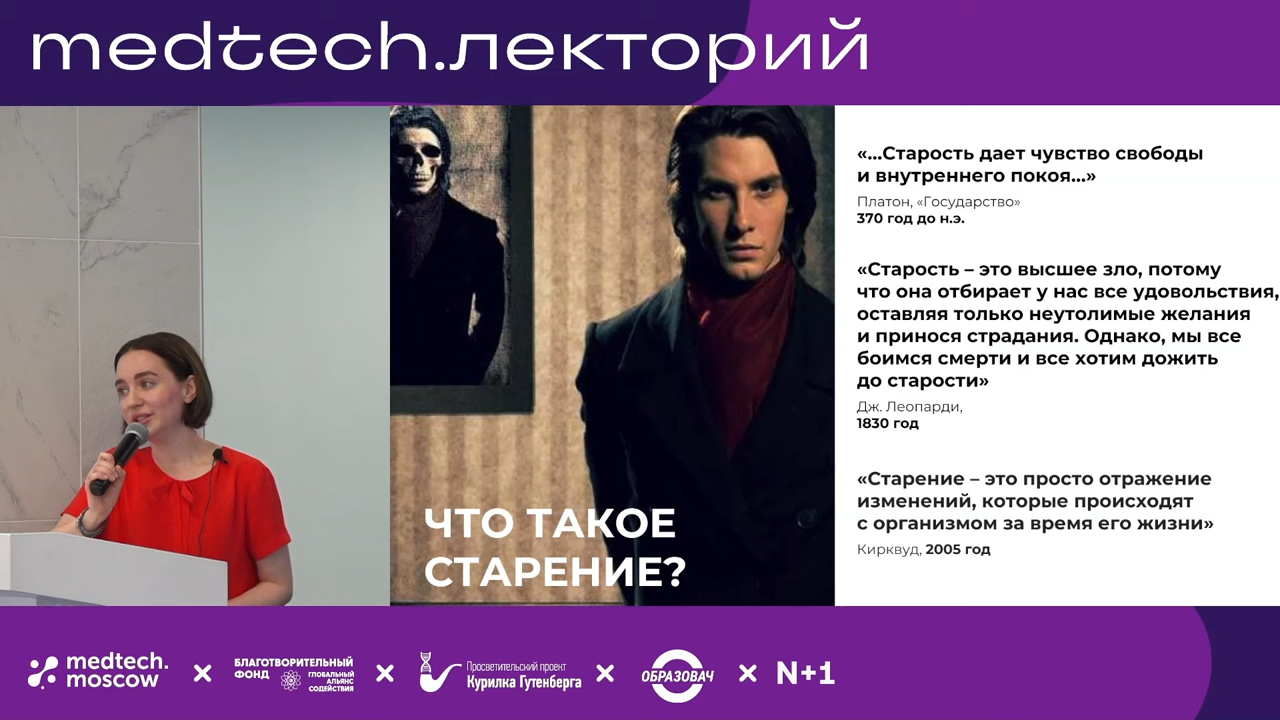 medtech.лекторий
«...Старость дает чувство свободы
и внутреннего покоя...»
Платон, «Государство»
370 год до н.э.
«Старость – это высшее зло, потому
что она отбирает у нас все удовольствия,
оставляя только неутолимые желания
и принося страдания. Однако, мы все
боимся смерти и все хотим дожить
до старости»
Дж. Леопарди,
1830 год
«Старение – это просто отражение
изменений, которые происходят
с организмом за время его жизни»
Кирквуд, 2005 год
ЧТО ТАКОЕ
СТАРЕНИЕ?
medtech.
moscow
×
БЛАГОТВОРИТЕЛЬНЫЙ
ФОНД
ГЛОБАЛЬНЫЙ
АЛЬЯНС
СОДЕЙСТВИЯ
×
Просветительский проект
Курилка Гутенберга
×
ОБРАЗОВАЧ
×
N+1